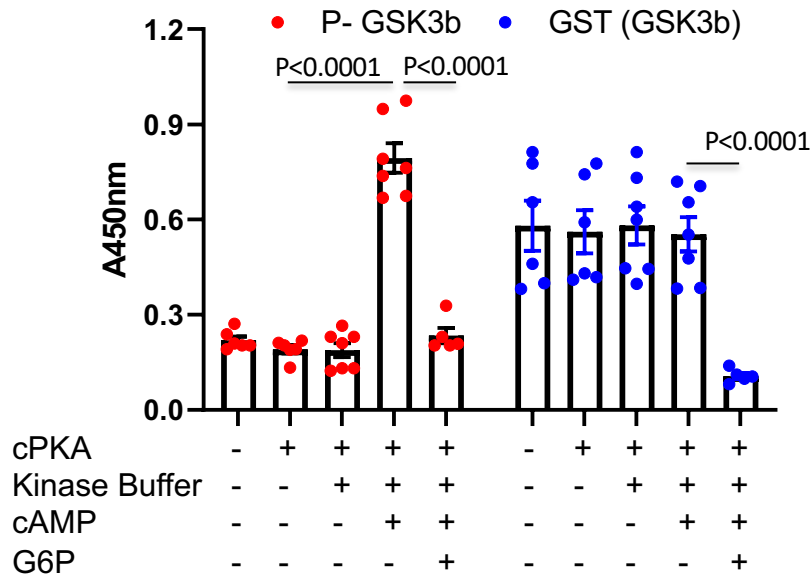 P- GSK3b GST (GSK3b)
1.2
P<0.0001 P<0.0001
P<0.0001
0.9
0.6
0.3
0.0
A450nm
cPKA - + + + + - + + + +
Kinase Buffer - - + + + - - + + +
cAMP - - - + + - - - + +
G6P - - - - + - - - - +